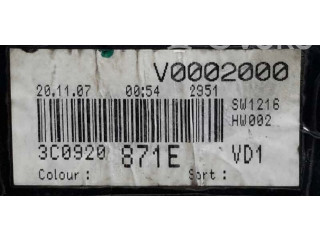 V0002000
20.11.07 00:54 2951
SW1216
HW002
3C0920 871E VD1
Colour : Sort :